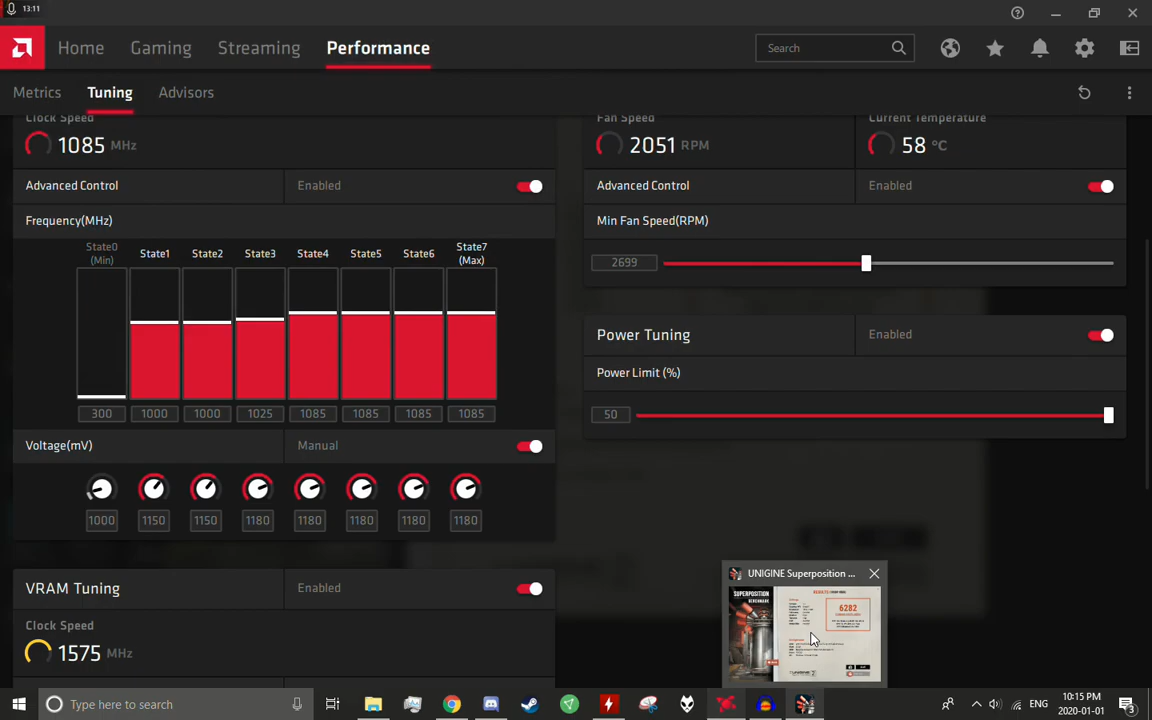 13:11
Home Gaming Streaming Performance Search
Metrics Tuning Advisors
Clock Speed
1085 MHz
Fan Speed
2051 RPM
Current Temperature
58 °C
Advanced Control Enabled
Advanced Control Enabled
Frequency(MHz)
Min Fan Speed(RPM)
State0 (Min) State1 State2 State3 State4 State5 State6 State7 (Max)
2699
300 1000 1000 1025 1085 1085 1085 1085
Power Tuning Enabled
Power Limit (%)
50
Voltage(mV) Manual
1000 1150 1150 1180 1180 1180 1180 1180
VRAM Tuning Enabled
Clock Speed
1575 MHz
UNIGINE Superposition ...
SUPERPOSITION
BENCHMARK
6282
Type here to search
ENG
10:15 PM
2020-01-01
3